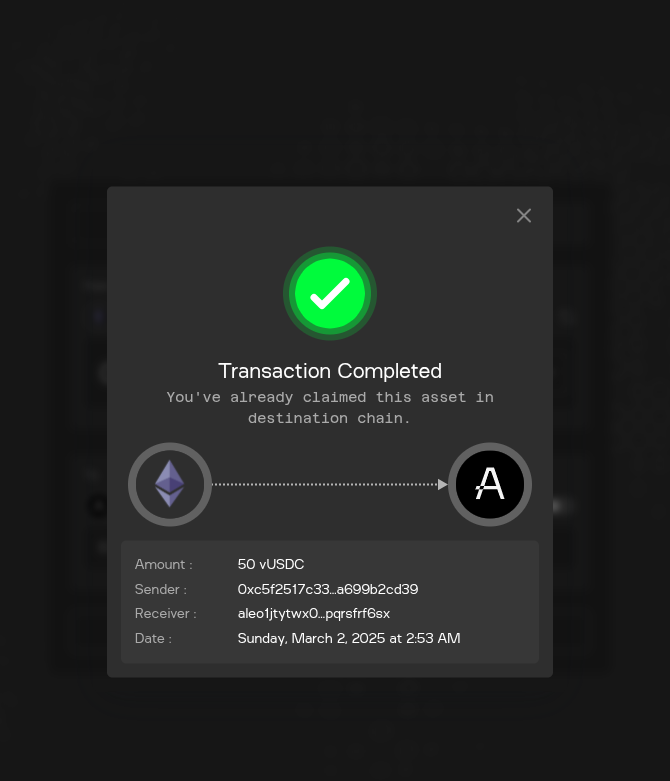 Transaction Completed
You've already claimed this asset in
destination chain.
Amount : 50 vUSDC
Sender : 0xc5f2517c33...a699b2cd39
Receiver : aleo1jtytwx0...pqrsfrf6sx
Date : Sunday, March 2, 2025 at 2:53 AM